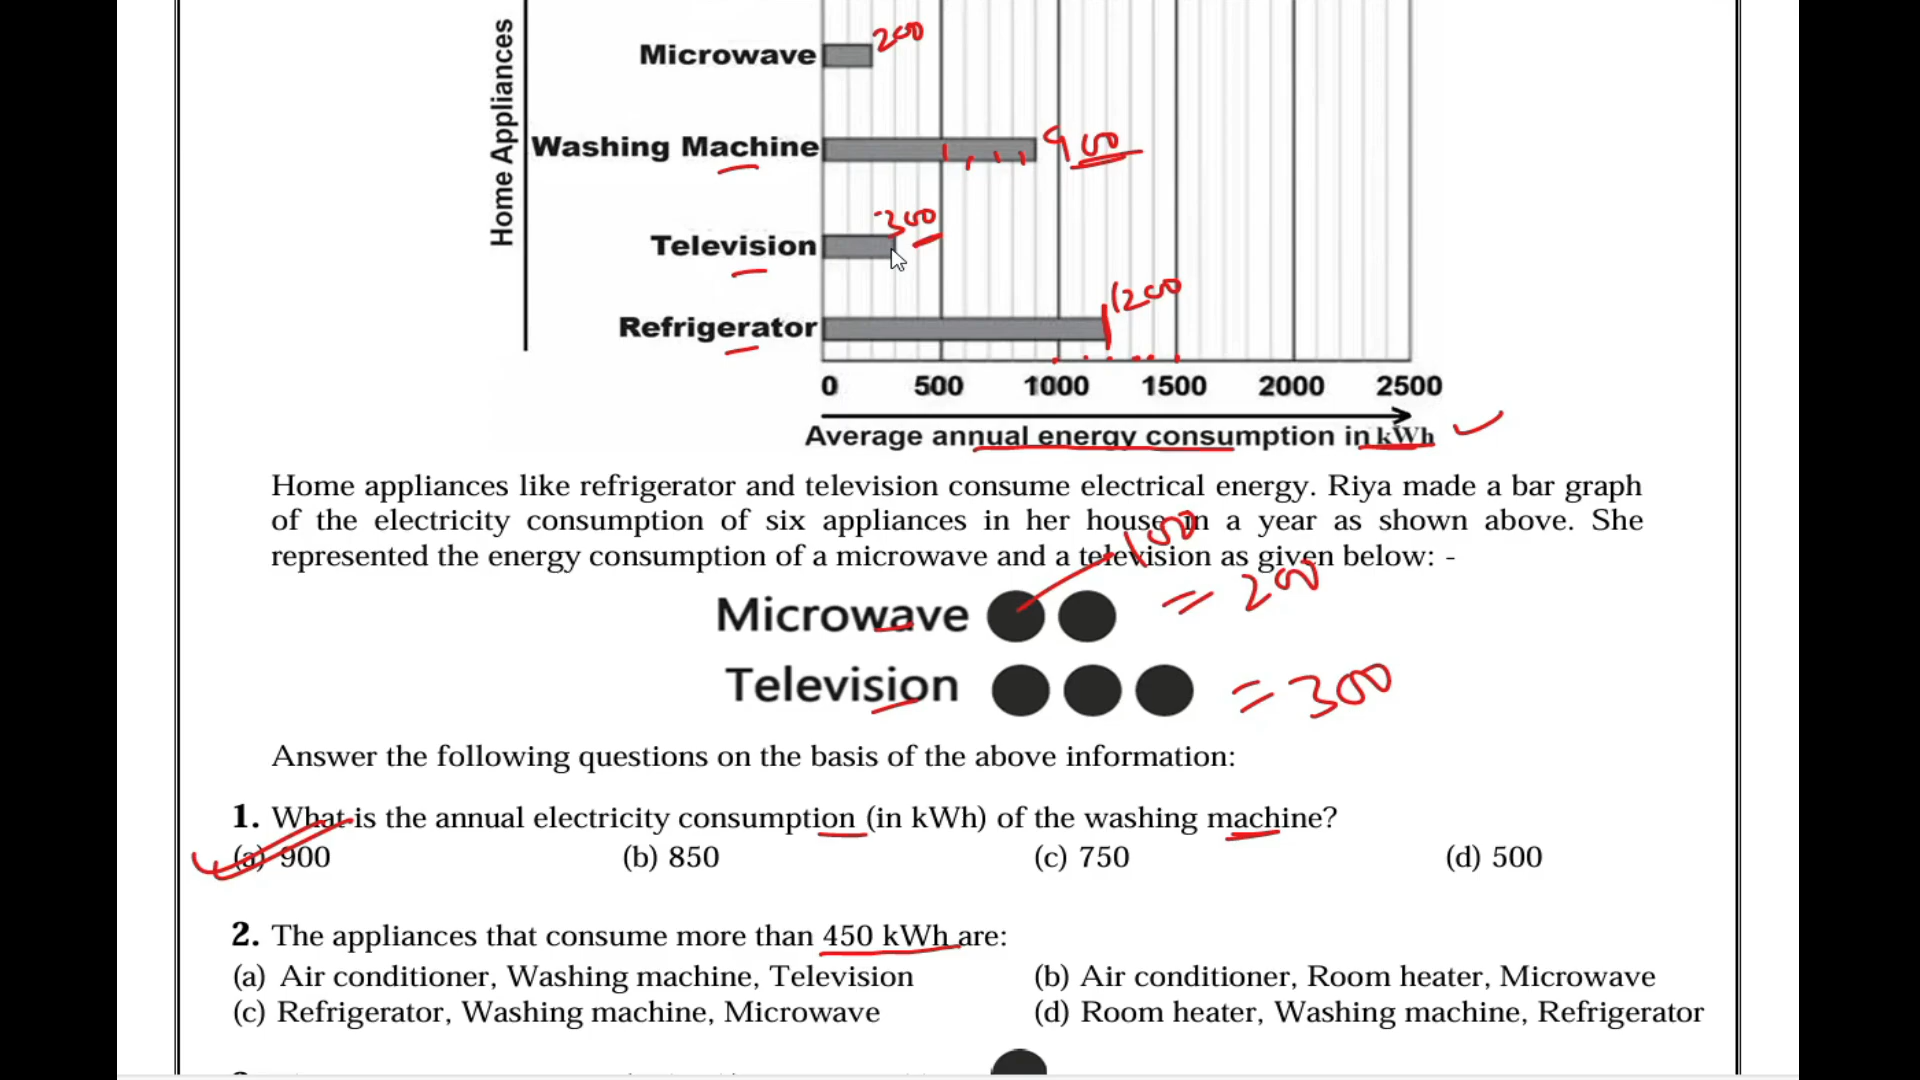 Home Appliances
Microwave 200
Washing Machine 900
Television 300
Refrigerator 1200
0 500 1000 1500 2000 2500
Average annual energy consumption in kWh
Home appliances like refrigerator and television consume electrical energy. Riya made a bar graph
of the electricity consumption of six appliances in her house in a year as shown above. She
represented the energy consumption of a microwave and a television as given below: -
100
Microwave = 200
Television = 300
Answer the following questions on the basis of the above information:
1. What is the annual electricity consumption (in kWh) of the washing machine?
(a) 900 (b) 850 (c) 750 (d) 500
2. The appliances that consume more than 450 kWh are:
(a) Air conditioner, Washing machine, Television (b) Air conditioner, Room heater, Microwave
(c) Refrigerator, Washing machine, Microwave (d) Room heater, Washing machine, Refrigerator